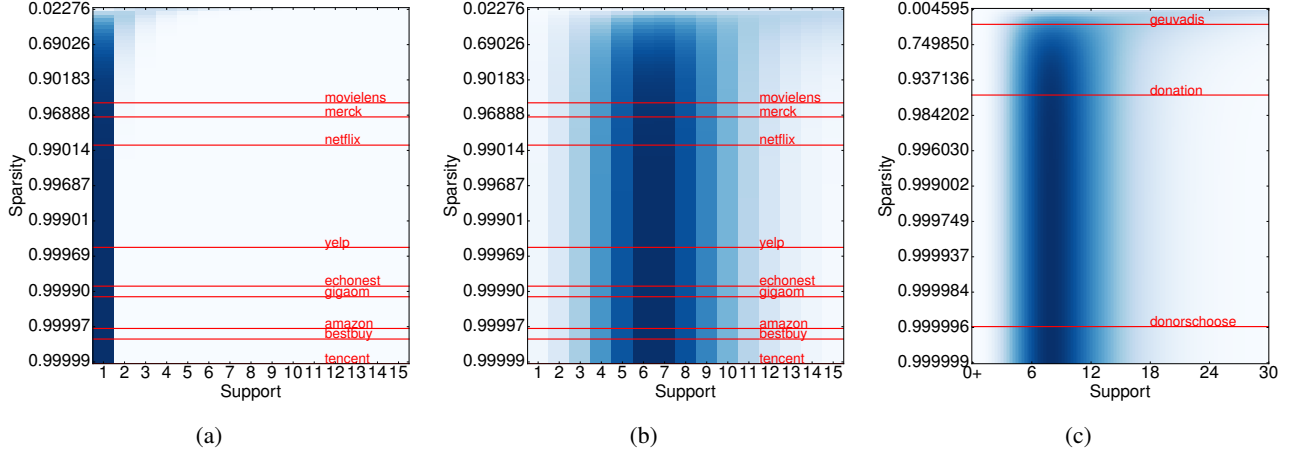 0.02276
0.69026
0.90183
0.96888
0.99014
0.99687
0.99901
0.99969
0.99990
0.99997
0.99999
Sparsity
movielens
merck
netflix
yelp
echonest
gigaom
amazon
bestbuy
tencent
1 2 3 4 5 6 7 8 9 10 11 12 13 14 15
Support
(a)
0.02276
0.69026
0.90183
0.96888
0.99014
0.99687
0.99901
0.99969
0.99990
0.99997
0.99999
Sparsity
movielens
merck
netflix
yelp
echonest
gigaom
amazon
bestbuy
tencent
1 2 3 4 5 6 7 8 9 10 11 12 13 14 15
Support
(b)
0.004595
0.749850
0.937136
0.984202
0.996030
0.999002
0.999749
0.999937
0.999984
0.999996
0.999999
Sparsity
geuvadis
donation
donorschoose
0+ 6 12 18 24 30
Support
(c)